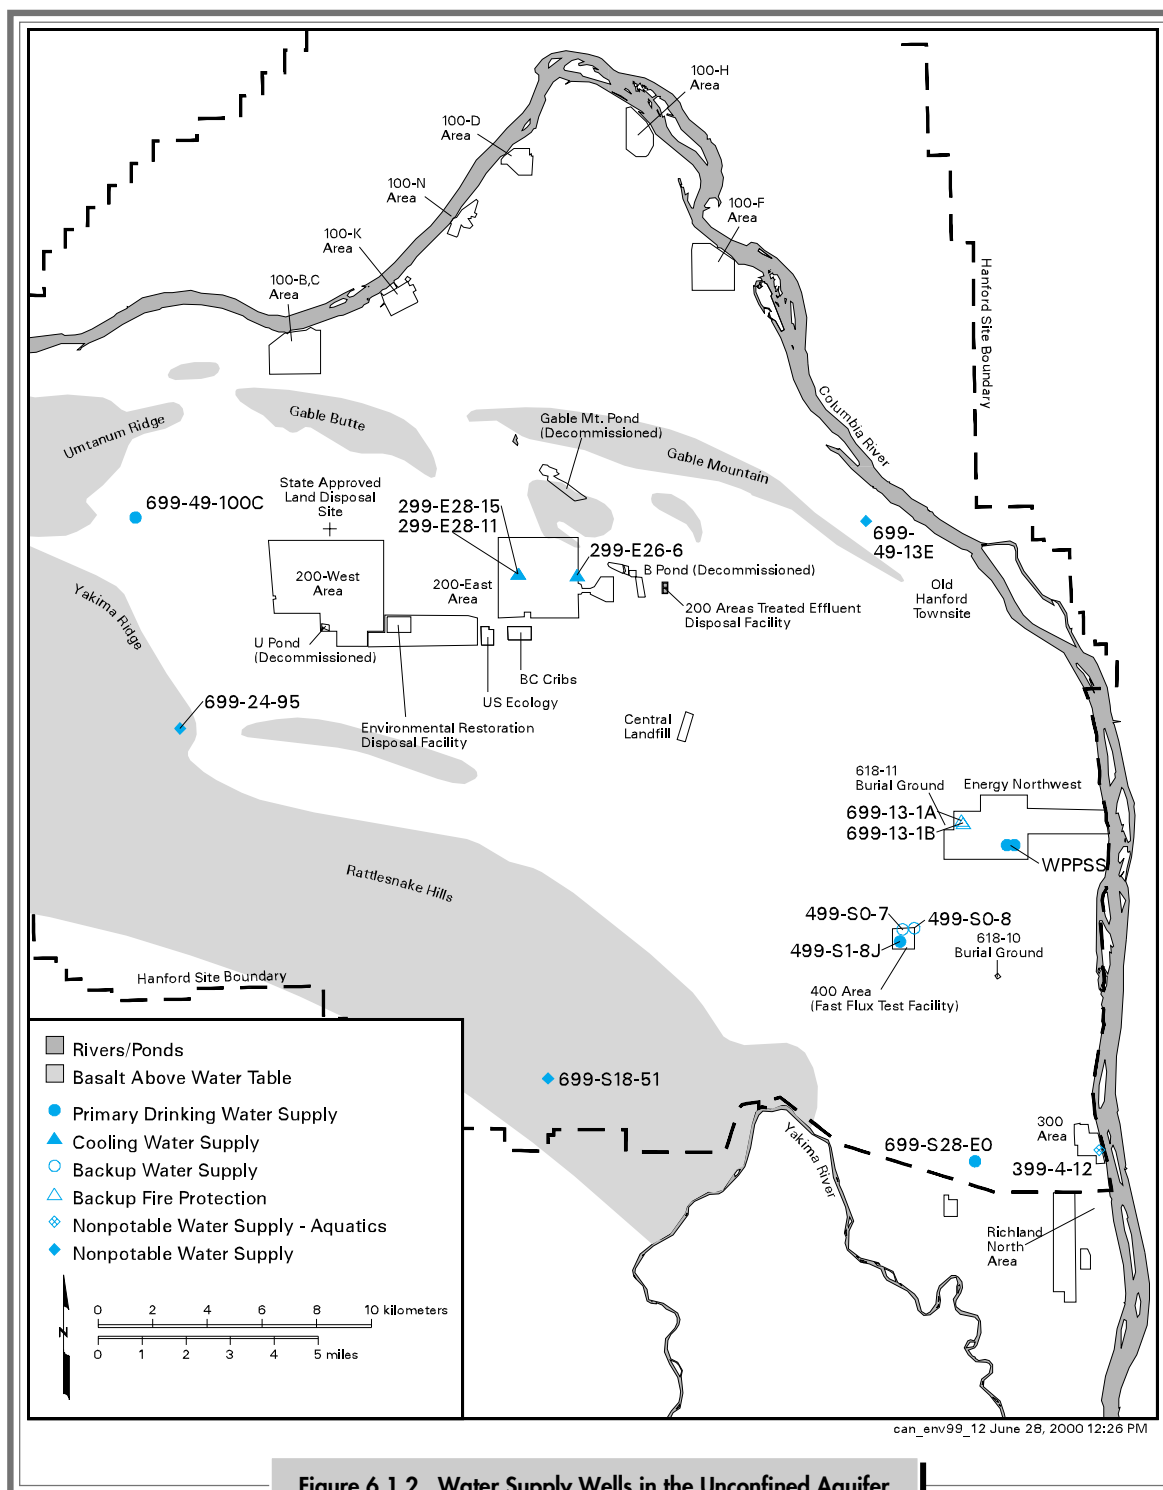 100-H
Area
100-D
Area
100-N
Area
100-K
Area
100-B,C
Area
100-F
Area
Hanford Site Boundary
Columbia River
Umtanum Ridge
Gable Butte
Gable Mt. Pond
(Decommissioned)
Gable Mountain
699-49-100C
State Approved
Land Disposal
Site
299-E28-15
299-E28-11
299-E26-6
699-
49-13E
200-West
Area
200-East
Area
B Pond (Decommissioned)
200 Areas Treated Effluent
Disposal Facility
Old
Hanford
Townsite
Yakima Ridge
U Pond
(Decommissioned)
BC Cribs
US Ecology
699-24-95
Environmental Restoration
Disposal Facility
Central
Landfill
618-11
Burial Ground
Energy Northwest
699-13-1A
699-13-1B
WPPSS
Rattlesnake Hills
499-S0-7
499-S0-8
499-S1-8J
618-10
Burial Ground
400 Area
(Fast Flux Test Facility)
Hanford Site Boundary
699-S18-51
Yakima River
699-S28-E0
300
Area
399-4-12
Richland
North
Area
Rivers/Ponds
Basalt Above Water Table
Primary Drinking Water Supply
Cooling Water Supply
Backup Water Supply
Backup Fire Protection
Nonpotable Water Supply - Aquatics
Nonpotable Water Supply
N
0 2 4 6 8 10 kilometers
0 1 2 3 4 5 miles
can_env99_12 June 28, 2000 12:26 PM
Figure 6.1.2. Water Supply Wells in the Unconfined Aquifer